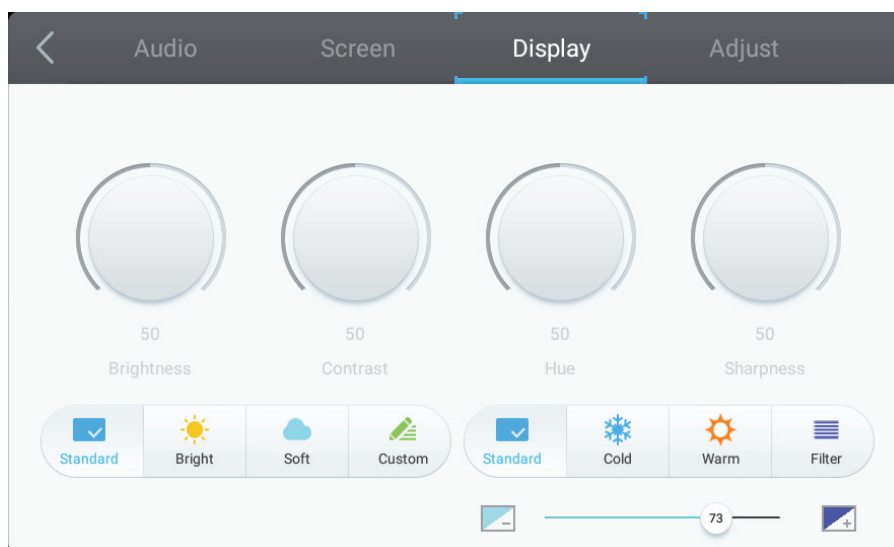 Audio Screen Display Adjust
50 50 50 50
Brightness Contrast Hue Sharpness
Standard Bright Soft Custom Standard Cold Warm Filter
73